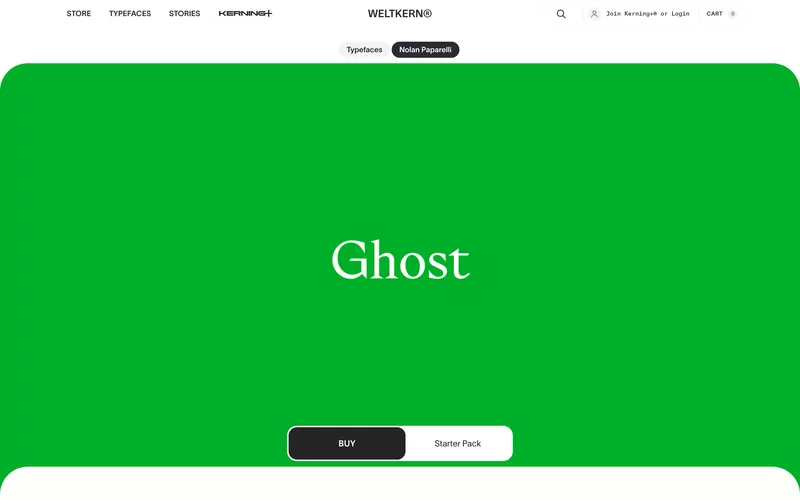 STORE
TYPEFACES
STORIES
KERNING+
WELTKERN®
Join Kerning+® or Login
CART 0
Typefaces
Nolan Paparelli
Ghost
BUY
Starter Pack